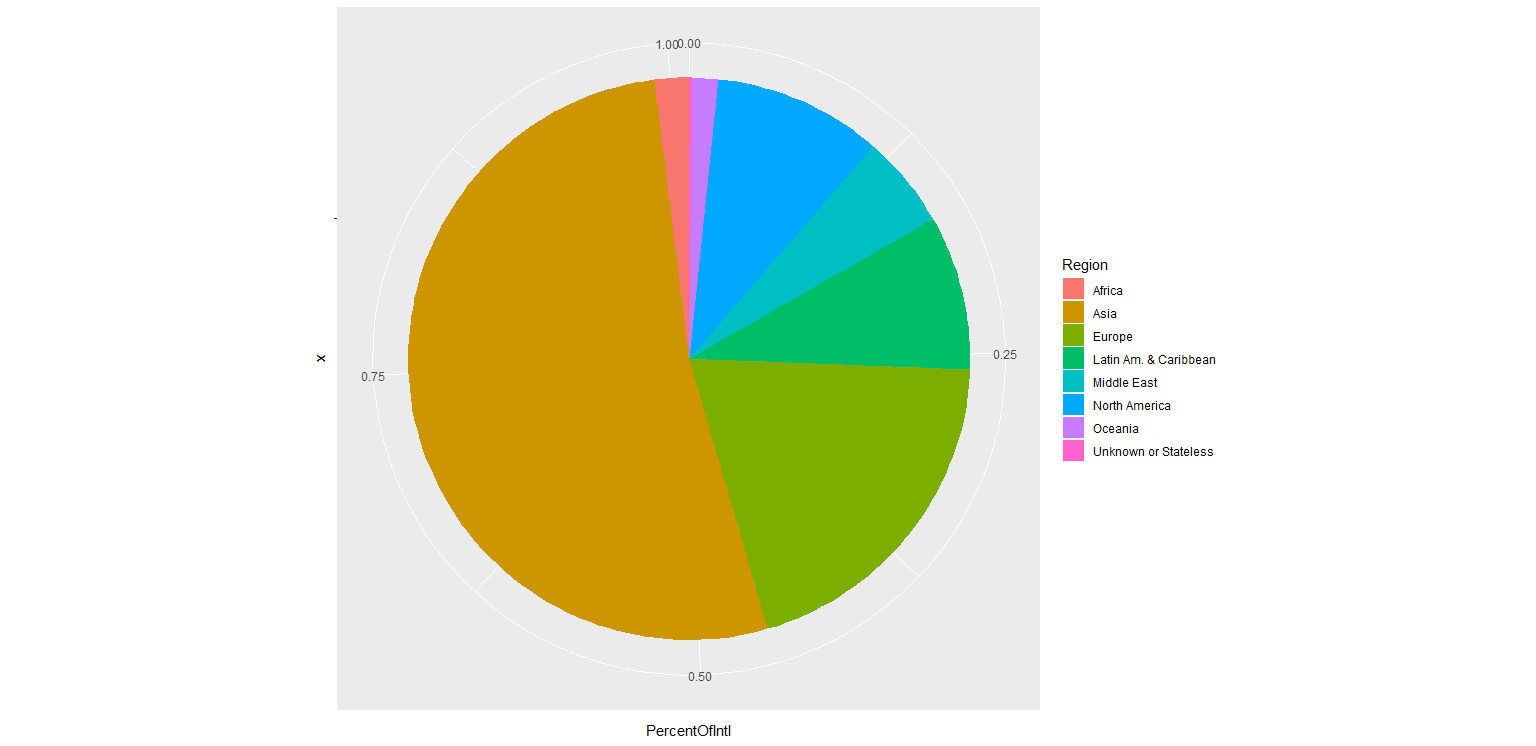 1.00
0.00
0.25
0.75
0.50
x
PercentOfIntl
Region
Africa
Asia
Europe
Latin Am. & Caribbean
Middle East
North America
Oceania
Unknown or Stateless